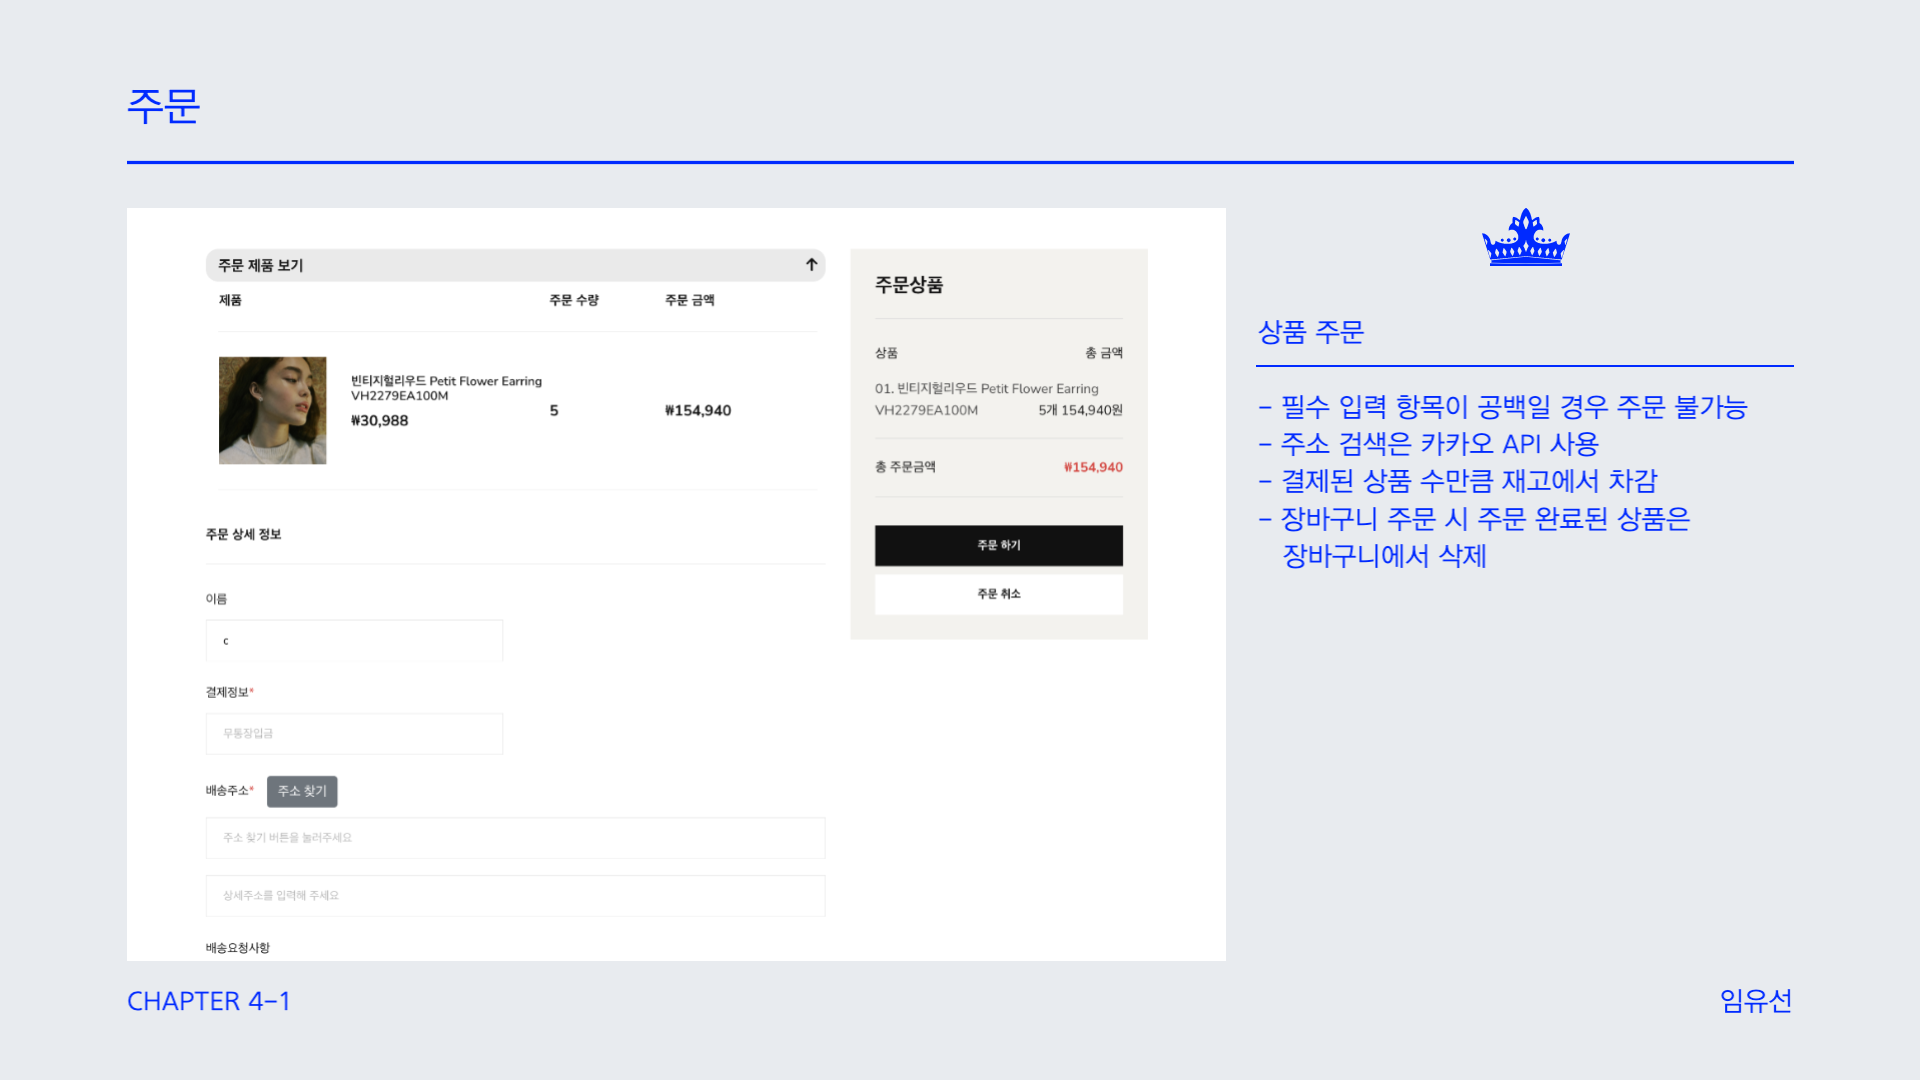 주문
주문 제품 보기
제품 주문 수량 주문 금액
빈티지헐리우드 Petit Flower Earring
VH2279EA100M
₩30,988
5
₩154,940
주문 상세 정보
이름
c
결제정보*
무통장입금
배송주소* 주소 찾기
주소 찾기 버튼을 눌러주세요
상세주소를 입력해 주세요
배송요청사항
주문상품
상품 총 금액
01. 빈티지헐리우드 Petit Flower Earring
VH2279EA100M 5개 154,940원
총 주문금액 ₩154,940
주문 하기
주문 취소
상품 주문
- 필수 입력 항목이 공백일 경우 주문 불가능
- 주소 검색은 카카오 API 사용
- 결제된 상품 수만큼 재고에서 차감
- 장바구니 주문 시 주문 완료된 상품은
장바구니에서 삭제
CHAPTER 4-1
임유선